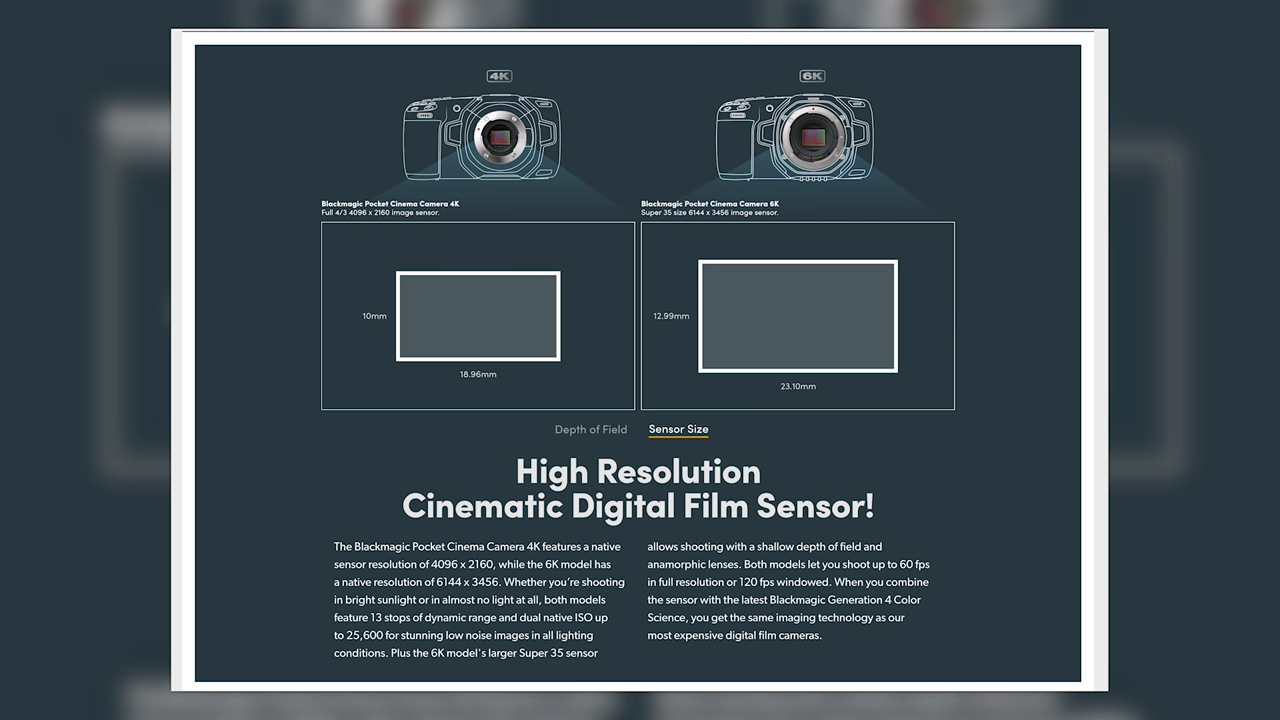 4K
6K
Blackmagic Pocket Cinema Camera 4K
Full 4/3 4096 x 2160 image sensor.
Blackmagic Pocket Cinema Camera 6K
Super 35 size 6144 x 3456 image sensor.
10mm
18.96mm
12.99mm
23.10mm
Depth of Field
Sensor Size
High Resolution
Cinematic Digital Film Sensor!
The Blackmagic Pocket Cinema Camera 4K features a native
sensor resolution of 4096 x 2160, while the 6K model has
a native resolution of 6144 x 3456. Whether you're shooting
in bright sunlight or in almost no light at all, both models
feature 13 stops of dynamic range and dual native ISO up
to 25,600 for stunning low noise images in all lighting
conditions. Plus the 6K model's larger Super 35 sensor
allows shooting with a shallow depth of field and
anamorphic lenses. Both models let you shoot up to 60 fps
in full resolution or 120 fps windowed. When you combine
the sensor with the latest Blackmagic Generation 4 Color
Science, you get the same imaging technology as our
most expensive digital film cameras.